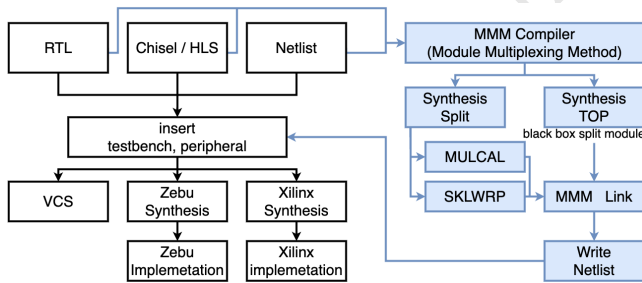 RTL
Chisel / HLS
Netlist
MMM Compiler
(Module Multiplexing Method)
Synthesis
Split
Synthesis
TOP
black box split module
insert
testbench, peripheral
MULCAL
SKLWRP
MMM Link
VCS
Zebu
Synthesis
Xilinx
Synthesis
Zebu
Implemetation
Xilinx
implemetation
Write
Netlist